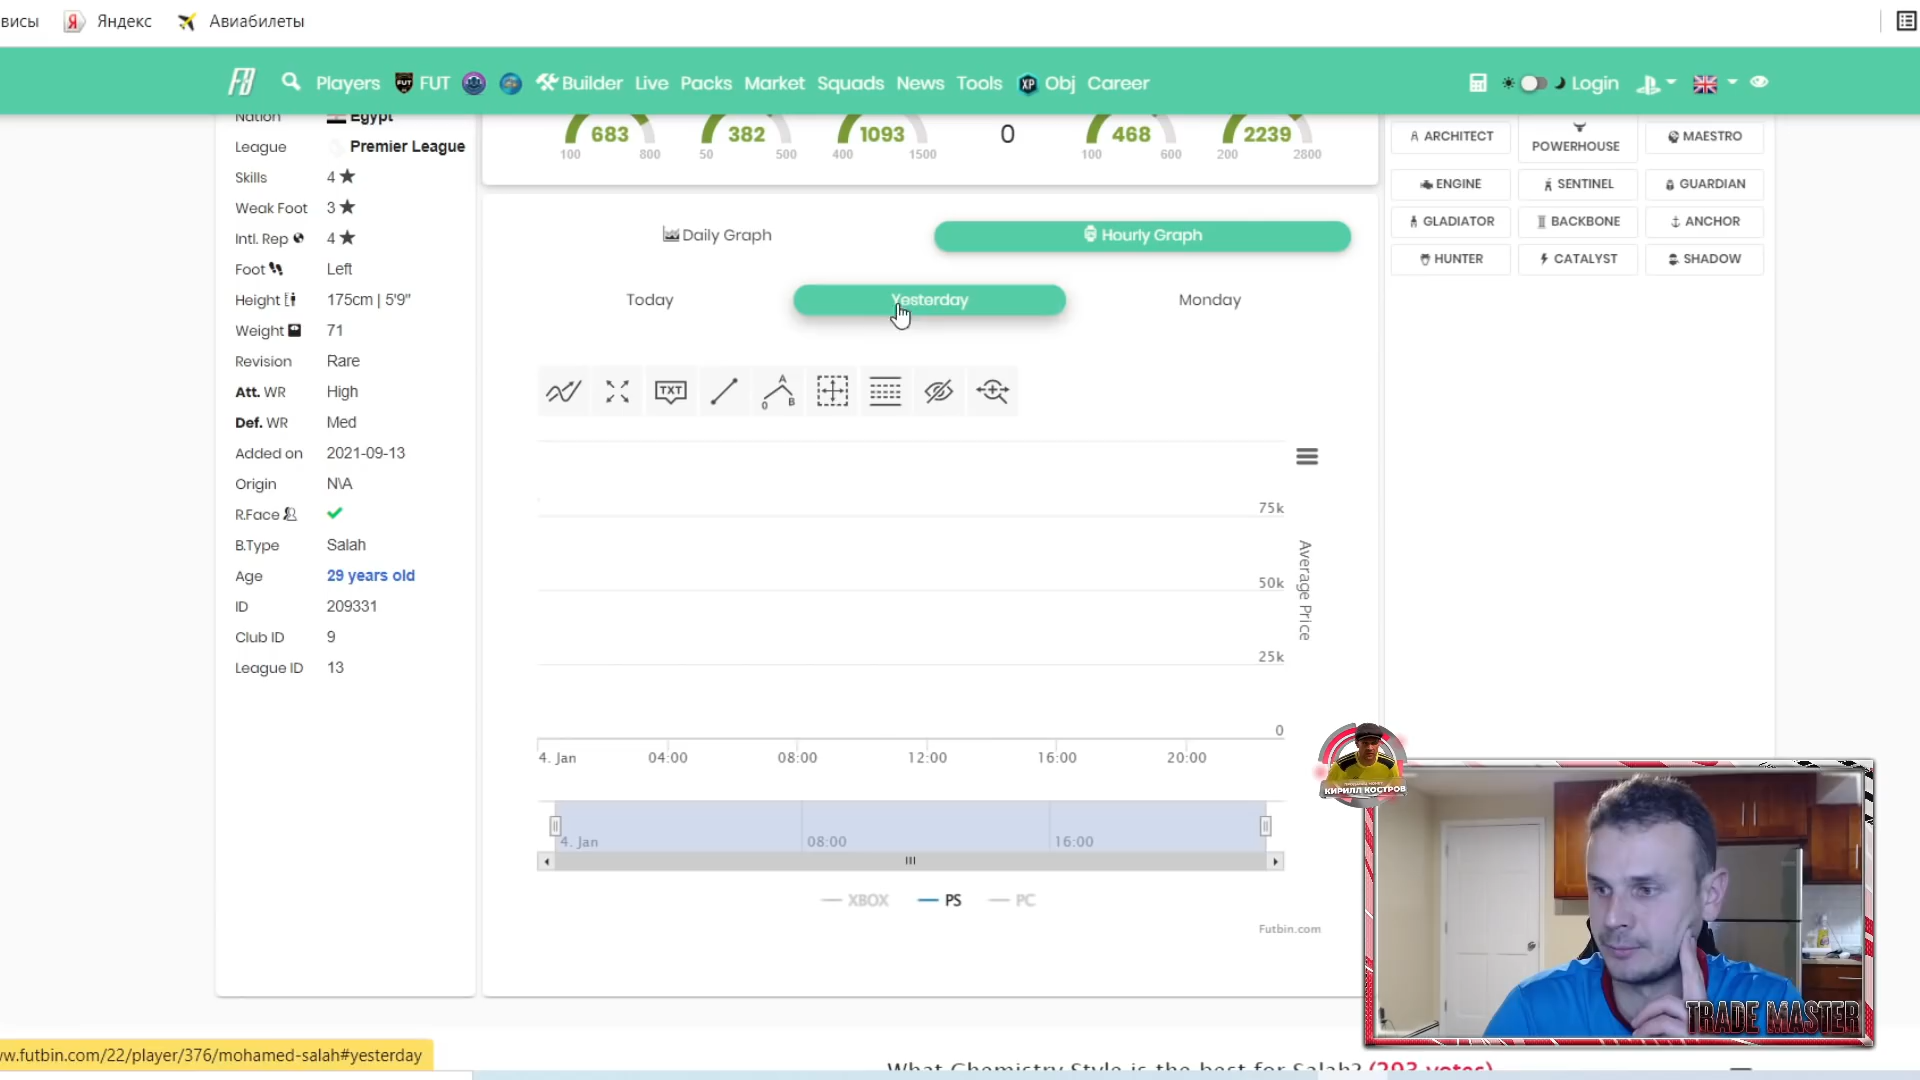 висы Яндекс Авиабилеты
Players FUT Builder Live Packs Market Squads News Tools XP Obj Career Login
Nation Egypt
League Premier League
Skills 4
Weak Foot 3
Intl. Rep 4
Foot Left
Height 175cm | 5'9"
Weight 71
Revision Rare
Att. WR High
Def. WR Med
Added on 2021-09-13
Origin N\A
R.Face
B.Type Salah
Age 29 years old
ID 209331
Club ID 9
League ID 13
683 382 1093 0 468 2239
100 800 50 500 400 1500 100 600 200 2800
Daily Graph Hourly Graph
Today Yesterday Monday
TXT A 0 B
75k
50k
25k
0
Average Price
4. Jan 04:00 08:00 12:00 16:00 20:00
4. Jan 08:00 16:00
XBOX PS PC
Futbin.com
ARCHITECT POWERHOUSE MAESTRO
ENGINE SENTINEL GUARDIAN
GLADIATOR BACKBONE ANCHOR
HUNTER CATALYST SHADOW
КИРИЛЛ КОСТРОВ
TRADE MASTER
w.futbin.com/22/player/376/mohamed-salah#yesterday
What Chemistry Style is the best for Salah? (293 votes)